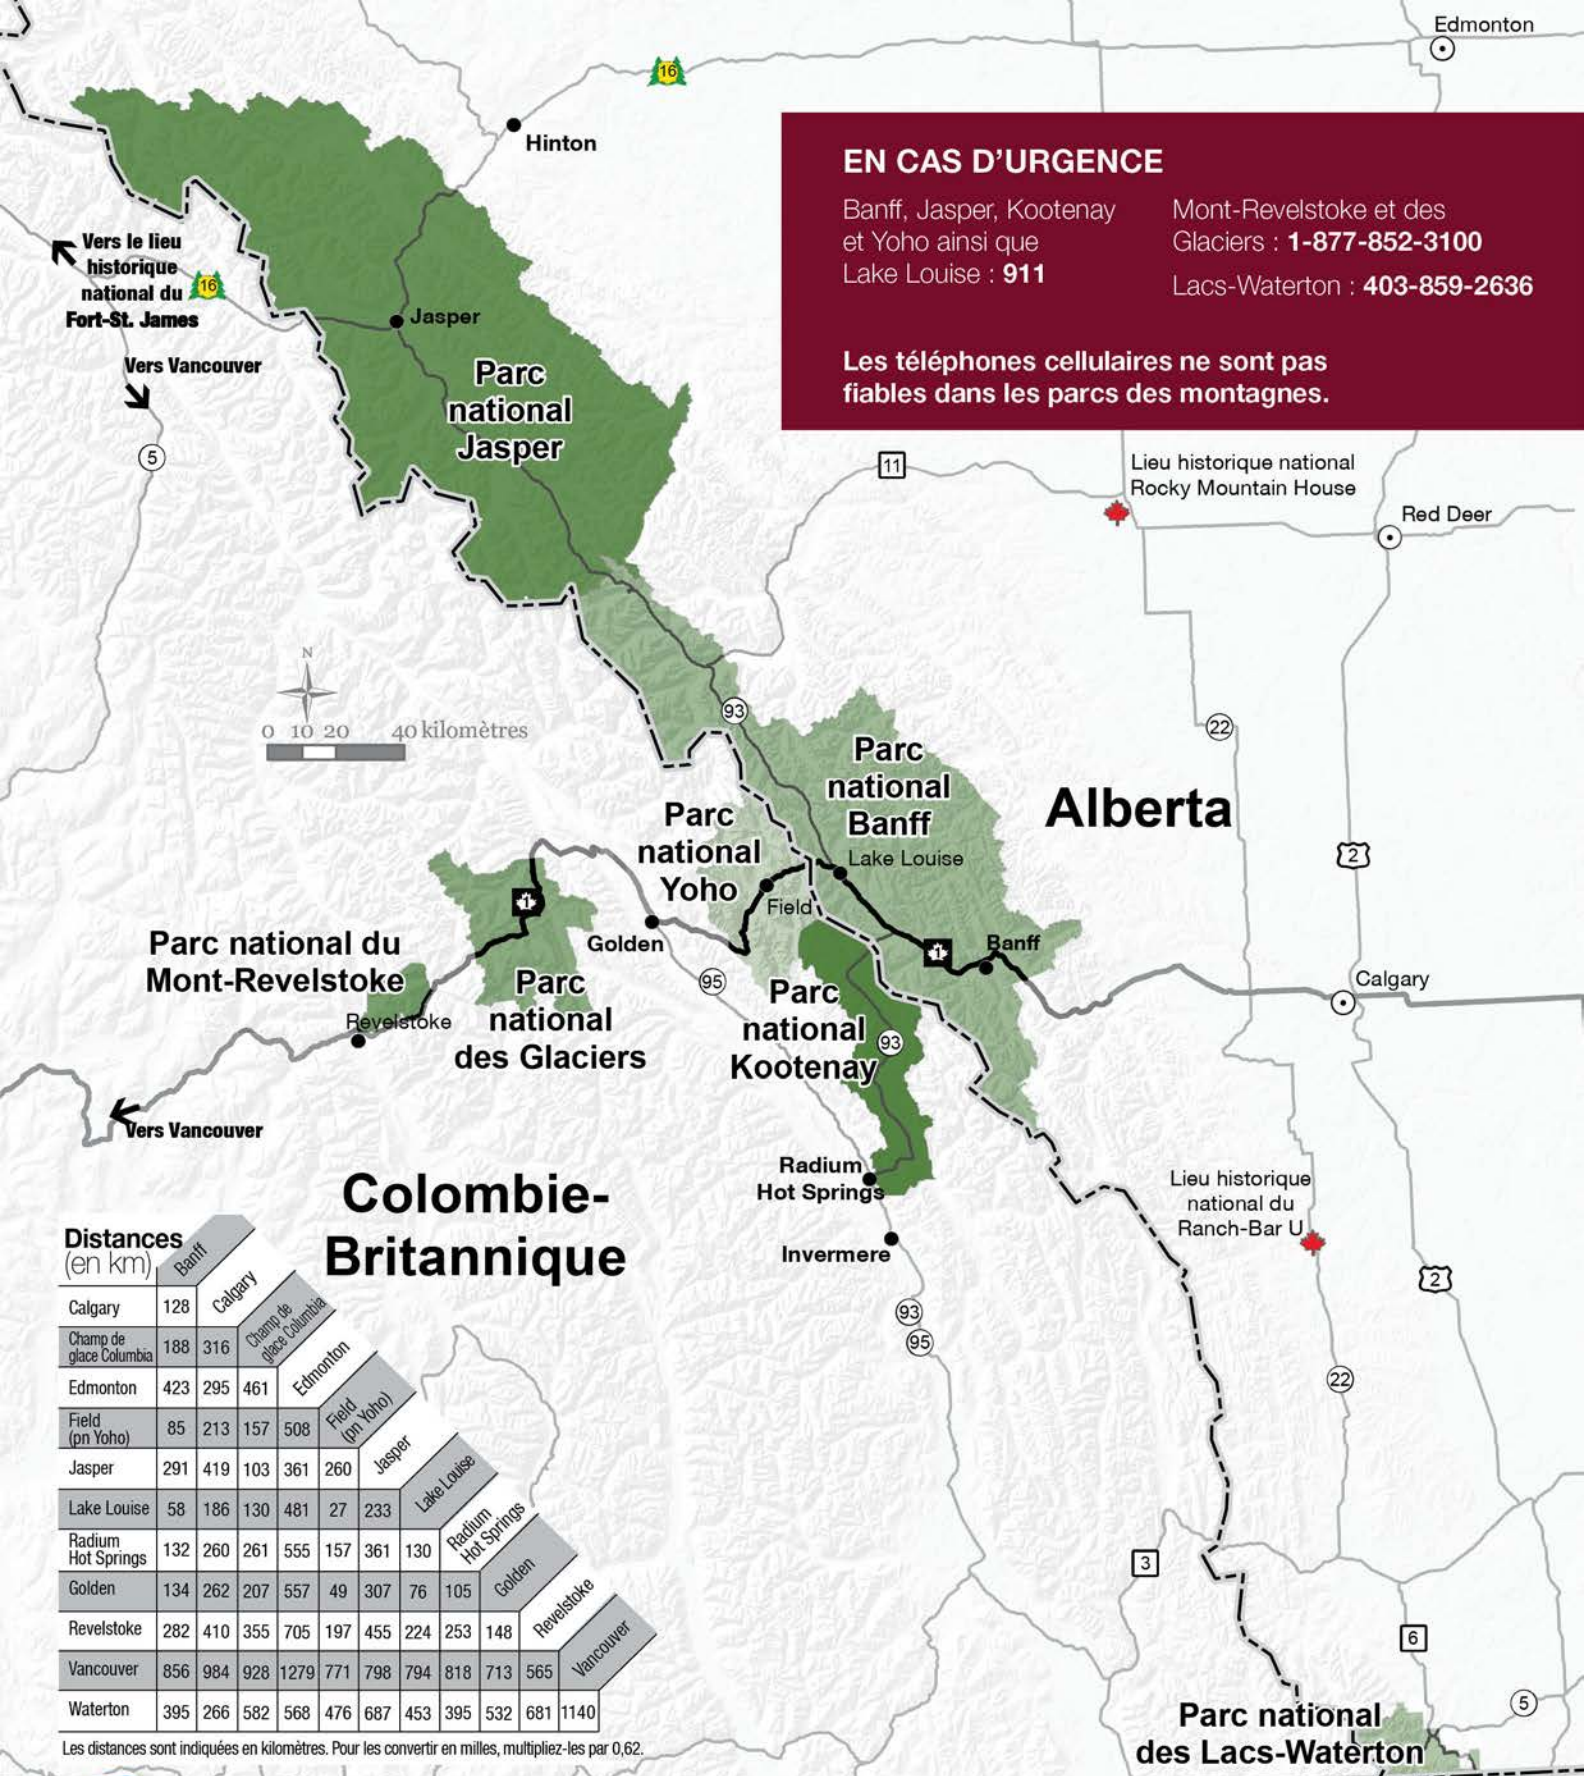 Edmonton
16
Hinton
EN CAS D’URGENCE
Banff, Jasper, Kootenay
et Yoho ainsi que
Lake Louise : 911
Mont-Revelstoke et des
Glaciers : 1-877-852-3100
Lacs-Waterton : 403-859-2636
Les téléphones cellulaires ne sont pas
fiables dans les parcs des montagnes.
Vers le lieu
historique
national du
Fort-St. James
16
Jasper
Vers Vancouver
Parc
national
Jasper
5
11
Lieu historique national
Rocky Mountain House
Red Deer
N
0 10 20 40 kilomètres
93
22
Parc
national
Banff
Alberta
Parc
national
Yoho
Lake Louise
2
1
Field
Golden
Parc national du
Mont-Revelstoke
1
Banff
95
Calgary
Parc
national
des Glaciers
Revelstoke
Parc
national
Kootenay
93
Vers Vancouver
Radium
Hot Springs
Lieu historique
national du
Ranch-Bar U
Colombie-
Britannique
Invermere
2
93
95
22
3
6
5
Parc national
des Lacs-Waterton
Distances
(en km)
Banff
Calgary 128 Calgary
Champ de
glace Columbia 188 316 Champ de
glace Columbia
Edmonton 423 295 461 Edmonton
Field
(pn Yoho) 85 213 157 508 Field
(pn Yoho)
Jasper 291 419 103 361 260 Jasper
Lake Louise 58 186 130 481 27 233 Lake Louise
Radium
Hot Springs 132 260 261 555 157 361 130 Radium
Hot Springs
Golden 134 262 207 557 49 307 76 105 Golden
Revelstoke 282 410 355 705 197 455 224 253 148 Revelstoke
Vancouver 856 984 928 1279 771 798 794 818 713 565 Vancouver
Waterton 395 266 582 568 476 687 453 395 532 681 1140
Les distances sont indiquées en kilomètres. Pour les convertir en milles, multipliez-les par 0,62.